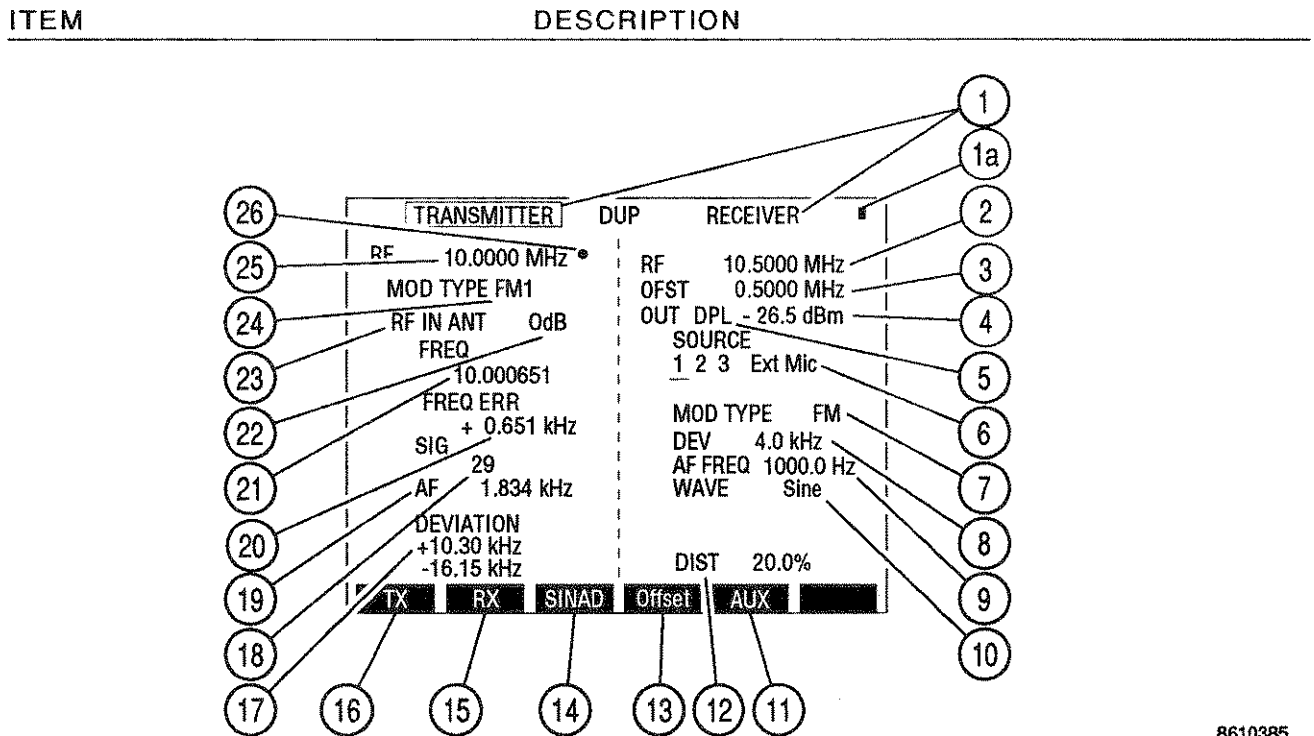 ITEM DESCRIPTION
1
1a
TRANSMITTER DUP RECEIVER
26
2
RF 10.0000 MHz
RF 10.5000 MHz
25
3
MOD TYPE FM1
OFST 0.5000 MHz
24
4
RF IN ANT 0dB
OUT DPL - 26.5 dBm
23
5
FREQ
10.000651
SOURCE
1 2 3 Ext Mic
22
6
FREQ ERR
+ 0.651 kHz
MOD TYPE FM
21
7
SIG
29
DEV 4.0 kHz
20
8
AF 1.834 kHz
AF FREQ 1000.0 Hz
WAVE Sine
19
9
DEVIATION
+10.30 kHz
-16.15 kHz
DIST 20.0%
TX RX SINAD Offset AUX
18
10
17
16
15
14
13
12
11
8610385